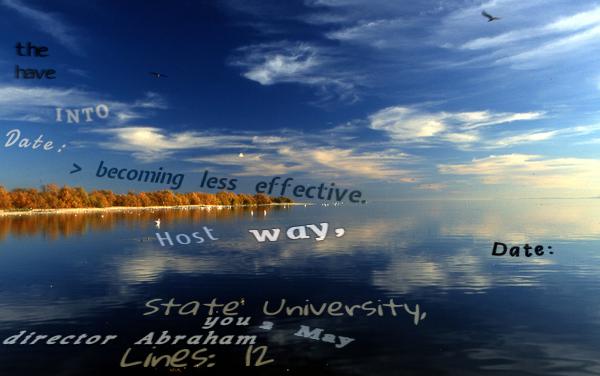 the
have
INTO
Date:
> becoming less effective.
Host way,
Date:
State University,
you
a May
director Abraham
Lines: 12